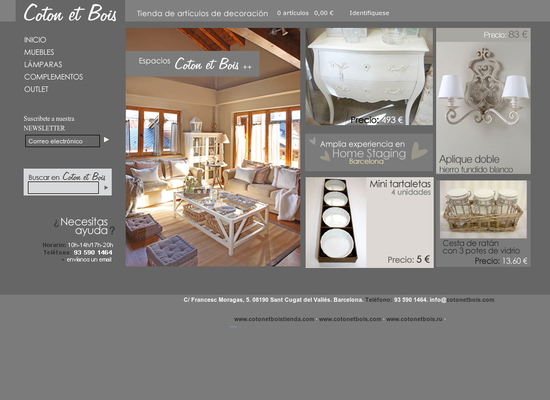 Coton et Bois
Tienda de artículos de decoración
0 artículos 0,00 €
Identifíquese
INICIO
MUEBLES
LÁMPARAS
COMPLEMENTOS
OUTLET
Suscríbete a nuestra
NEWSLETTER
Correo electrónico
Buscar en Coton et Bois
¿ Necesitas
ayuda ?
Horario: 10h-14h/17h-20h
Teléfono: 93 590 1464
- envíanos un email
Espacios Coton et Bois ++
Precio: 493 €
Amplia experiencia en
Home Staging
Barcelona
Mini tartaletas
4 unidades
Precio: 5 €
Precio: 83 €
Aplique doble
hierro fundido blanco
Cesta de ratán
con 3 potes de vidrio
Precio: 13,60 €
C/ Francesc Moragas, 5. 08190 Sant Cugat del Vallès. Barcelona. Teléfono: 93 590 1464. info@cotonetbois.com
www.cotonetboistienda.com - www.cotonetbois.com - www.cotonetbois.ru -